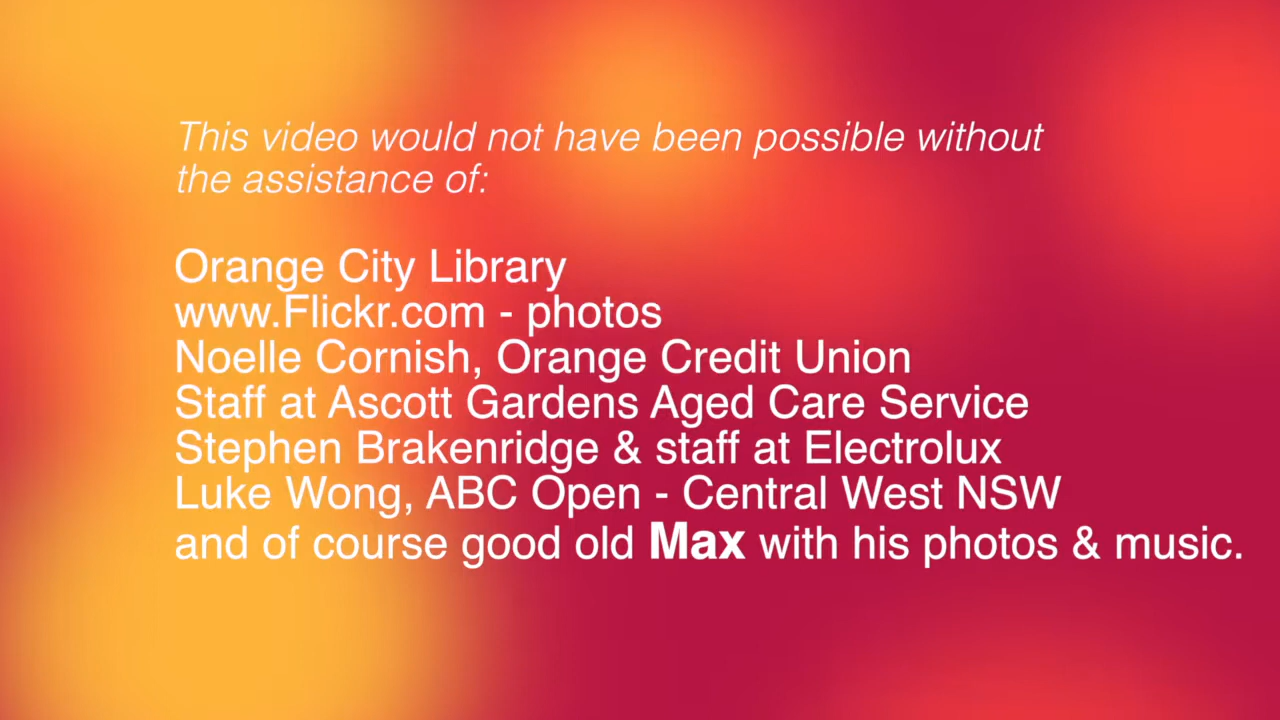 This video would not have been possible without
the assistance of:
Orange City Library
www.Flickr.com - photos
Noelle Cornish, Orange Credit Union
Staff at Ascott Gardens Aged Care Service
Stephen Brakenridge & staff at Electrolux
Luke Wong, ABC Open - Central West NSW
and of course good old Max with his photos & music.